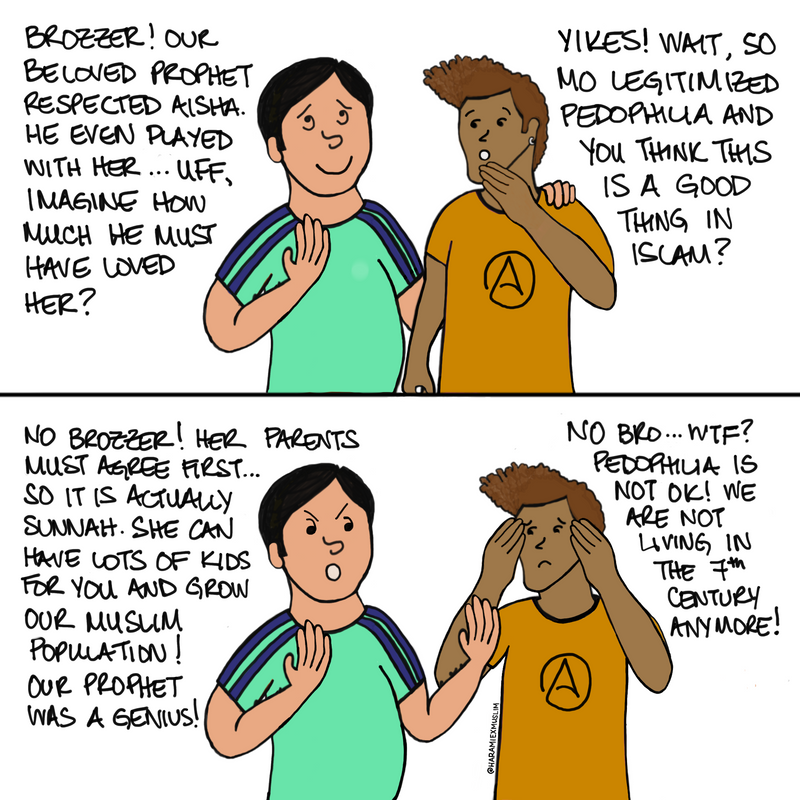 BROZZER! OUR
BELOVED PROPHET
RESPECTED AISHA.
HE EVEN PLAYED
WITH HER... UFF,
IMAGINE HOW
MUCH HE MUST
HAVE LOVED
HER?
YIKES! WAIT, SO
MO LEGITIMIZED
PEDOPHILIA AND
YOU THINK THIS
IS A GOOD
THING IN
ISLAM?
A
NO BROZZER! HER PARENTS
MUST AGREE FIRST...
SO IT IS ACTUALLY
SUNNAH. SHE CAN
HAVE LOTS OF KIDS
FOR YOU AND GROW
OUR MUSLIM
POPULATION!
OUR PROPHET
WAS A GENIUS!
NO BRO... WTF?
PEDOPHILIA IS
NOT OK! WE
ARE NOT
LIVING IN
THE 7th
CENTURY
ANYMORE!
A
@HARAMIEXMUSLIM